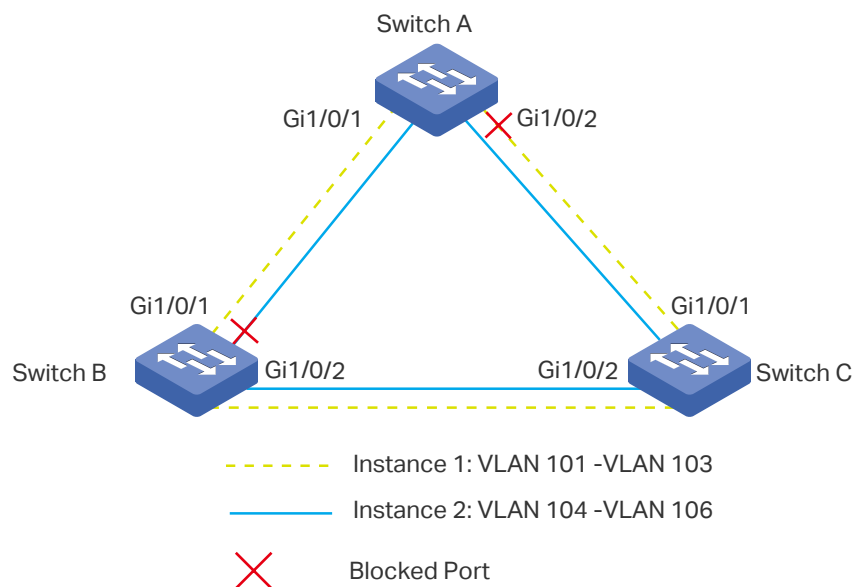 Switch A
Gi1/0/1
Gi1/0/2
Gi1/0/1
Gi1/0/1
Switch B
Gi1/0/2
Gi1/0/2
Switch C
Instance 1: VLAN 101 -VLAN 103
Instance 2: VLAN 104 -VLAN 106
Blocked Port